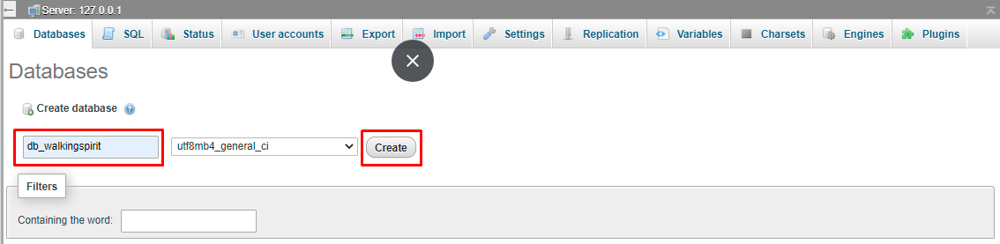 Server: 127.0.0.1
Databases SQL Status User accounts Export Import Settings Replication Variables Charsets Engines Plugins
Databases
Create database
db_walkingspirit utf8mb4_general_ci Create
Filters
Containing the word: